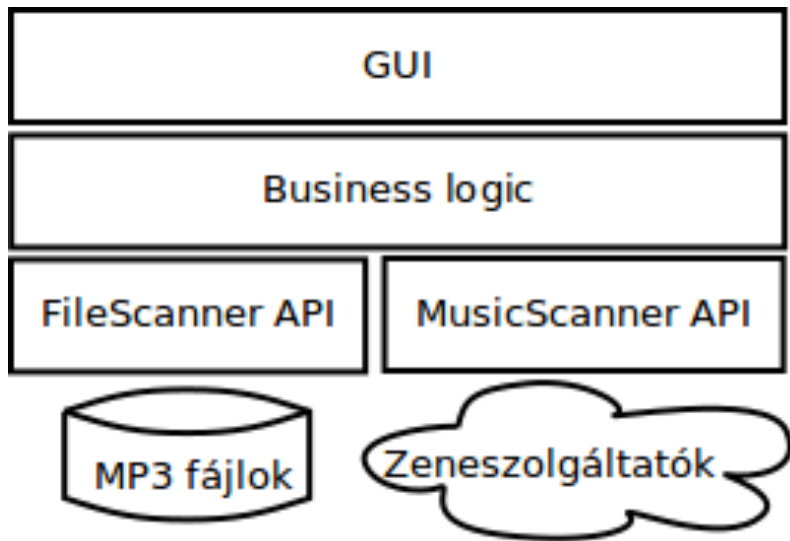 GUI
Business logic
FileScanner API
MusicScanner API
MP3 fájlok
Zeneszolgáltatók